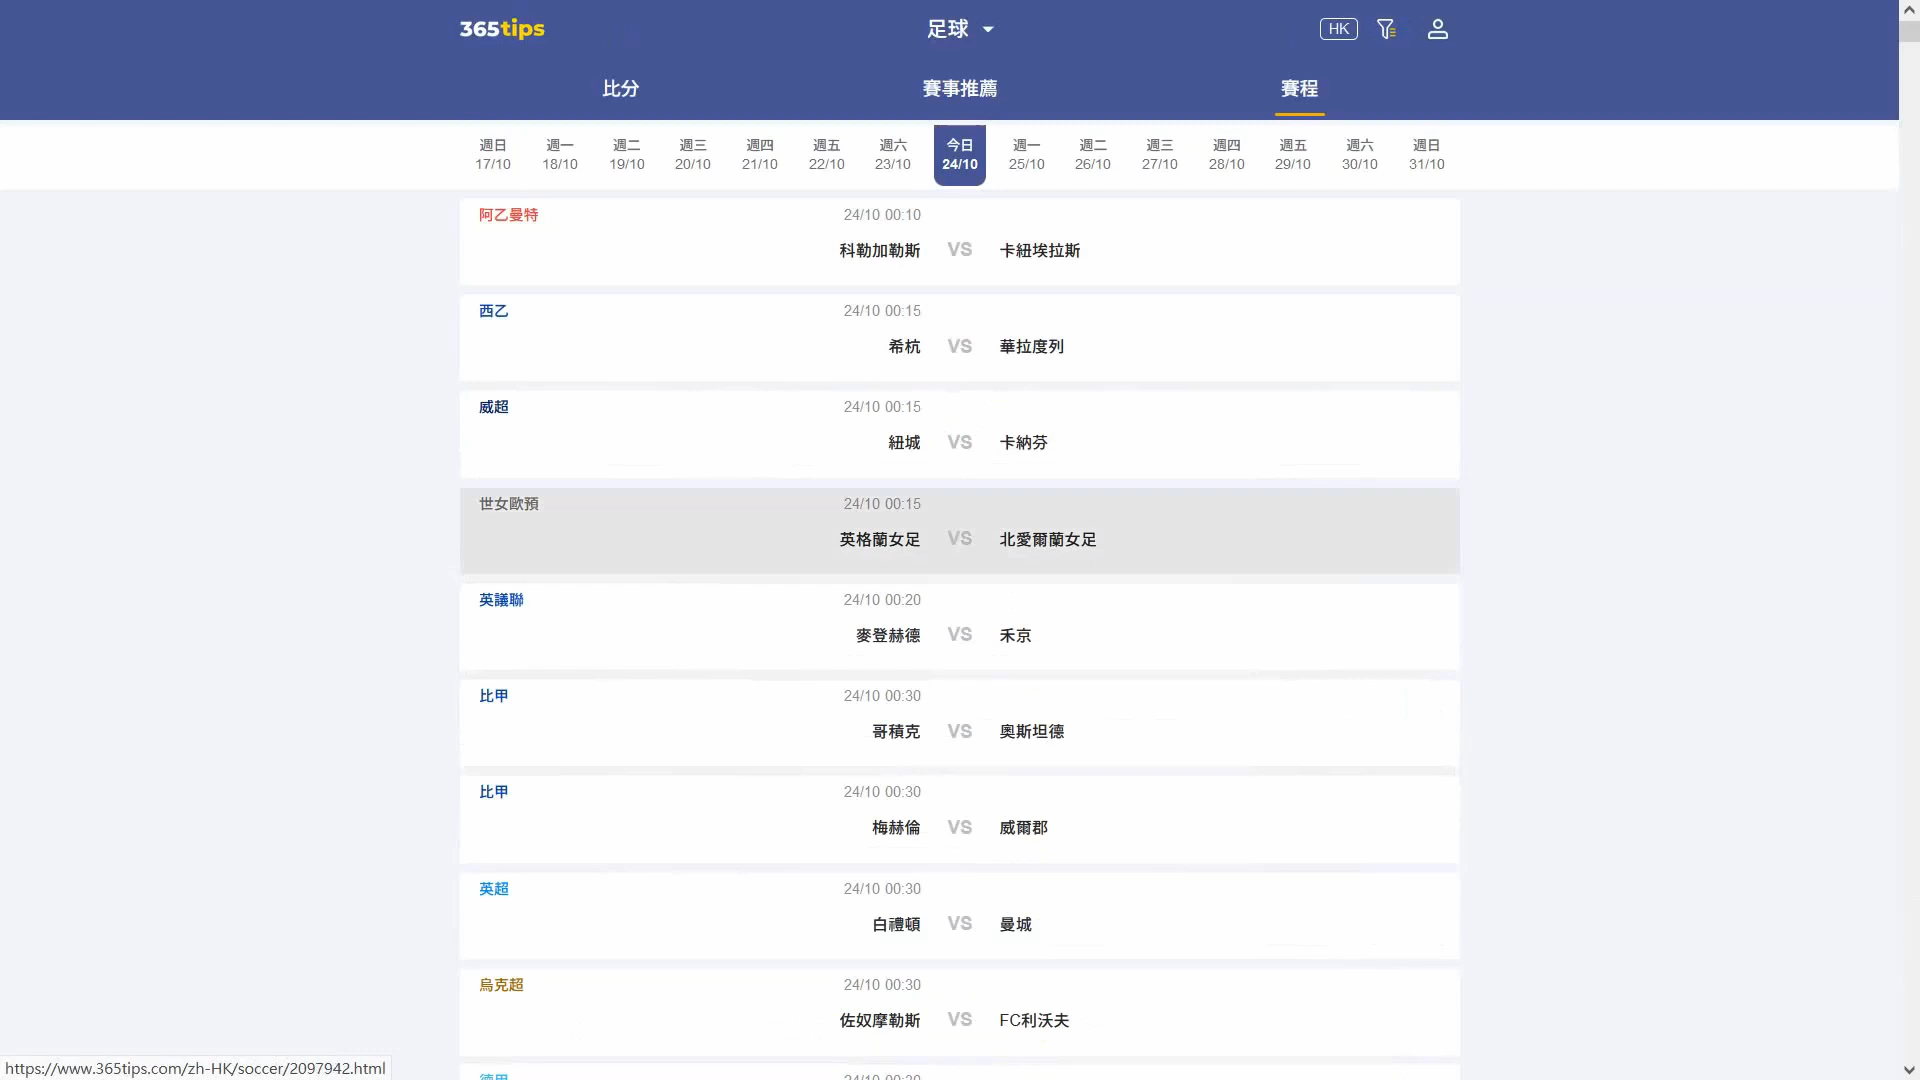 365tips
足球
HK
比分
賽事推薦
賽程
週日 週一 週二 週三 週四 週五 週六 今日 週一 週二 週三 週四 週五 週六 週日
17/10 18/10 19/10 20/10 21/10 22/10 23/10 24/10 25/10 26/10 27/10 28/10 29/10 30/10 31/10
阿乙曼特 24/10 00:10
科勒加勒斯 VS 卡紐埃拉斯
西乙 24/10 00:15
希杭 VS 華拉度列
威超 24/10 00:15
紐城 VS 卡納芬
世女歐預 24/10 00:15
英格蘭女足 VS 北愛爾蘭女足
英議聯 24/10 00:20
麥登赫德 VS 禾京
比甲 24/10 00:30
哥積克 VS 奧斯坦德
比甲 24/10 00:30
梅赫倫 VS 威爾郡
英超 24/10 00:30
白禮頓 VS 曼城
烏克超 24/10 00:30
佐奴摩勒斯 VS FC利沃夫
德甲 24/10 00:30
https://www.365tips.com/zh-HK/soccer/2097942.html